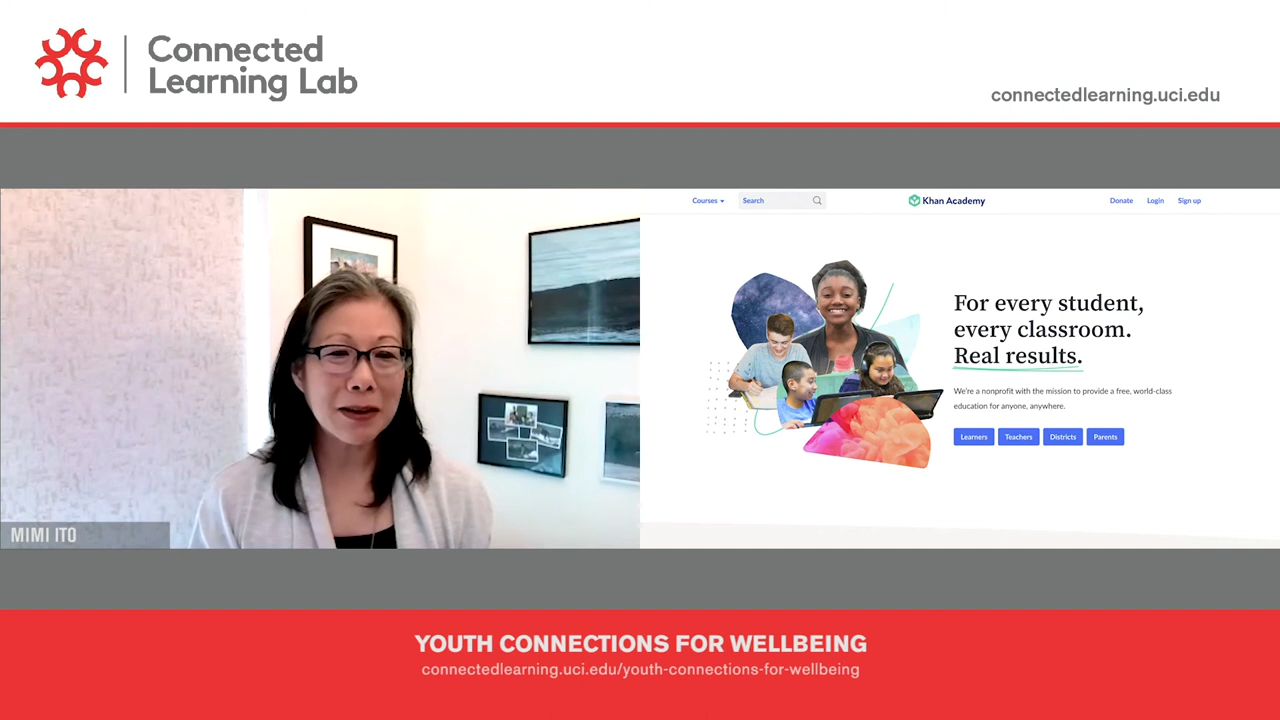 Connected
Learning Lab
connectedlearning.uci.edu
MIMI ITO
Courses
Search
Khan Academy
Donate
Login
Sign up
For every student,
every classroom.
Real results.
We're a nonprofit with the mission to provide a free, world-class
education for anyone, anywhere.
Learners
Teachers
Districts
Parents
YOUTH CONNECTIONS FOR WELLBEING
connectedlearning.uci.edu/youth-connections-for-wellbeing